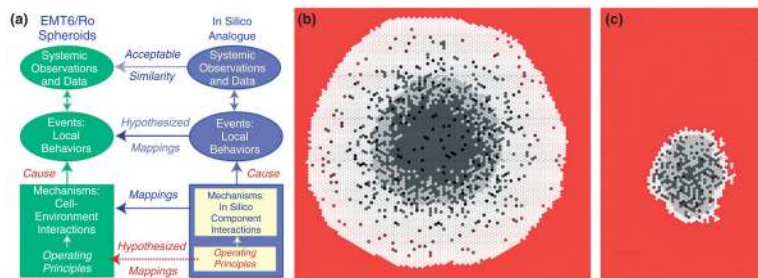 (a)
EMT6/Ro
Spheroids
In Silico
Analogue
Systemic
Observations
and Data
Acceptable
Similarity
Systemic
Observations
and Data
Events:
Local
Behaviors
Hypothesized
Mappings
Events:
Local
Behaviors
Cause
Cause
Mechanisms:
Cell-
Environment
Interactions
Mappings
Mechanisms:
In Silico
Component
Interactions
Operating
Principles
Hypothesized
Mappings
Operating
Principles
(b)
(c)